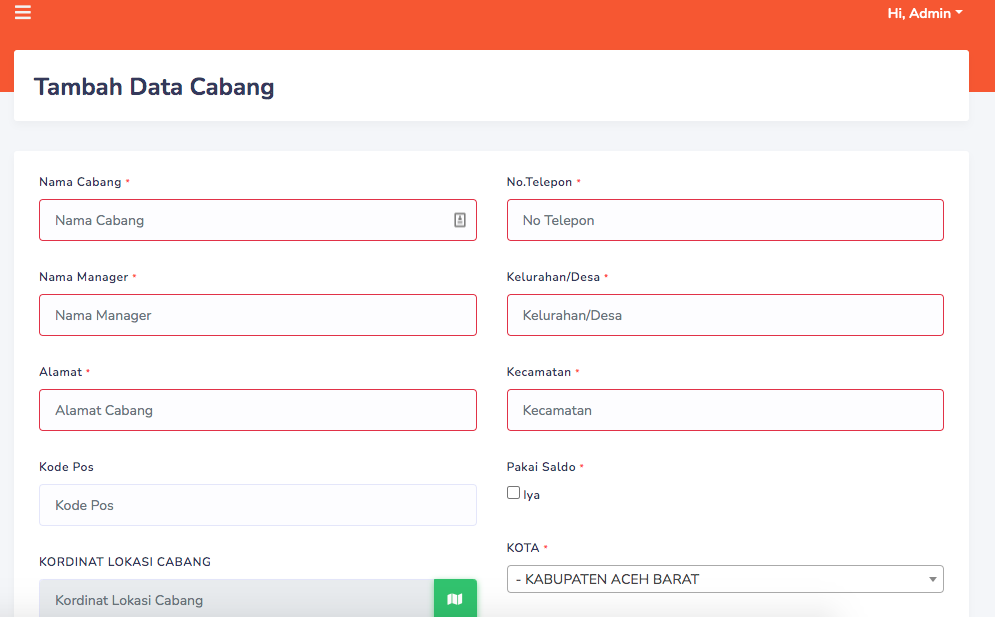 Hi, Admin
Tambah Data Cabang
Nama Cabang *
Nama Cabang
No.Telepon *
No Telepon
Nama Manager *
Nama Manager
Kelurahan/Desa *
Kelurahan/Desa
Alamat *
Alamat Cabang
Kecamatan *
Kecamatan
Kode Pos
Kode Pos
Pakai Saldo *
Iya
KORDINAT LOKASI CABANG
Kordinat Lokasi Cabang
KOTA *
- KABUPATEN ACEH BARAT